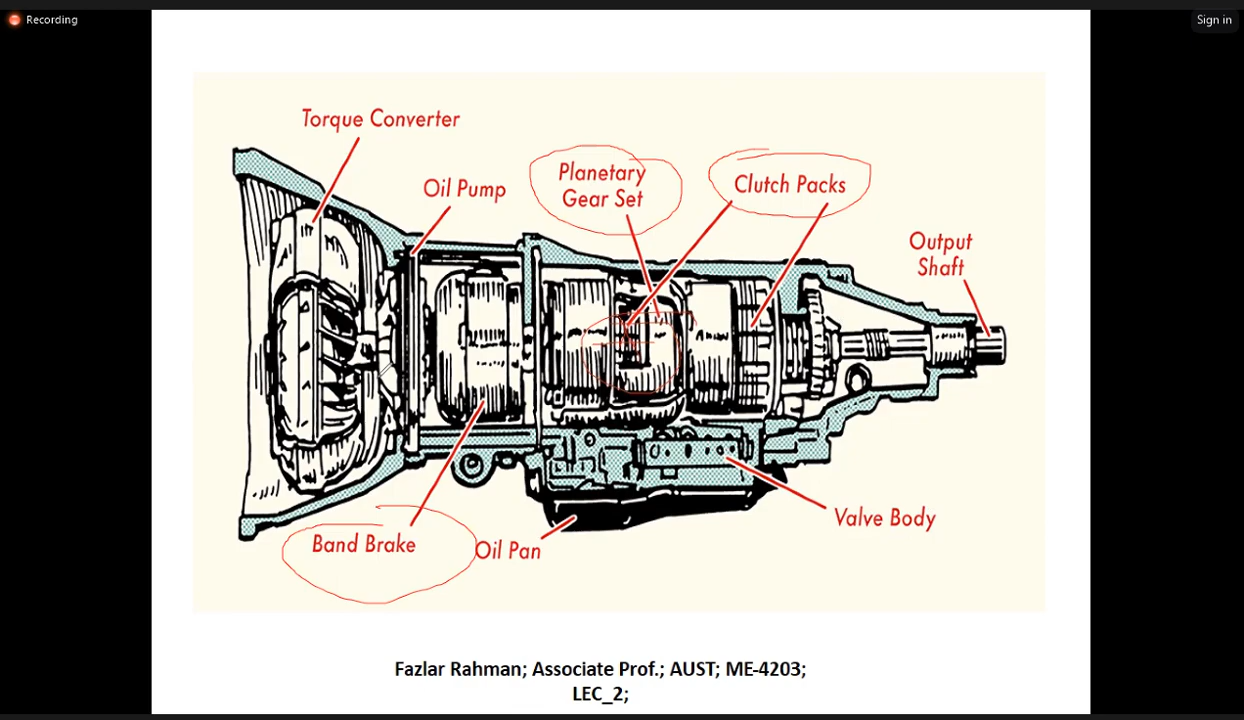 Recording
Sign in
Torque Converter
Oil Pump
Planetary
Gear Set
Clutch Packs
Output
Shaft
Valve Body
Band Brake
Oil Pan
Fazlar Rahman; Associate Prof.; AUST; ME-4203;
LEC_2;